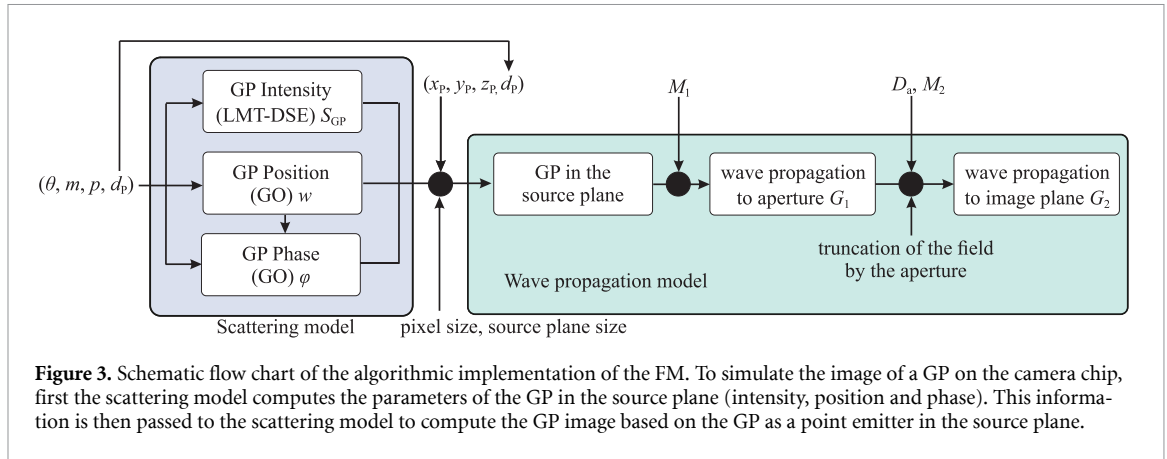 GP Intensity
(LMT-DSE) S_GP
(x_P, y_P, z_P, d_P)
M_1
D_a, M_2
(θ, m, p, d_P)
GP Position
(GO) w
GP in the
source plane
wave propagation
to aperture G_1
wave propagation
to image plane G_2
GP Phase
(GO) φ
truncation of the field
by the aperture
Wave propagation model
Scattering model
pixel size, source plane size
Figure 3. Schematic flow chart of the algorithmic implementation of the FM. To simulate the image of a GP on the camera chip,
first the scattering model computes the parameters of the GP in the source plane (intensity, position and phase). This informa-
tion is then passed to the scattering model to compute the GP image based on the GP as a point emitter in the source plane.